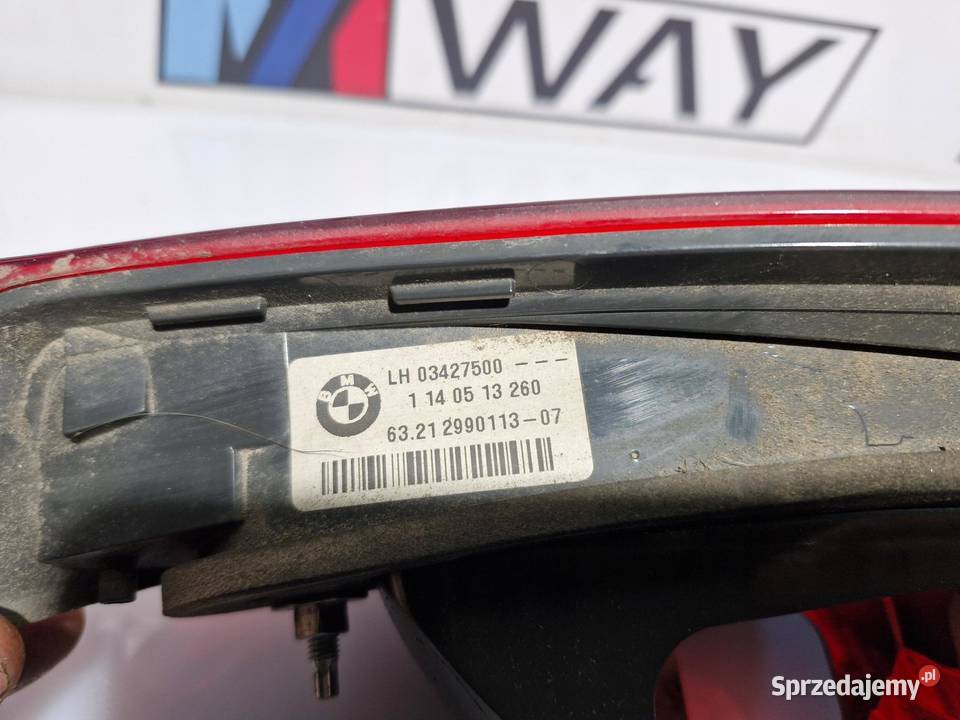 WAY
LH 03427500 ---
BMW
1 14 05 13 260
63.21 2990113-07
Sprzedajemy.pl